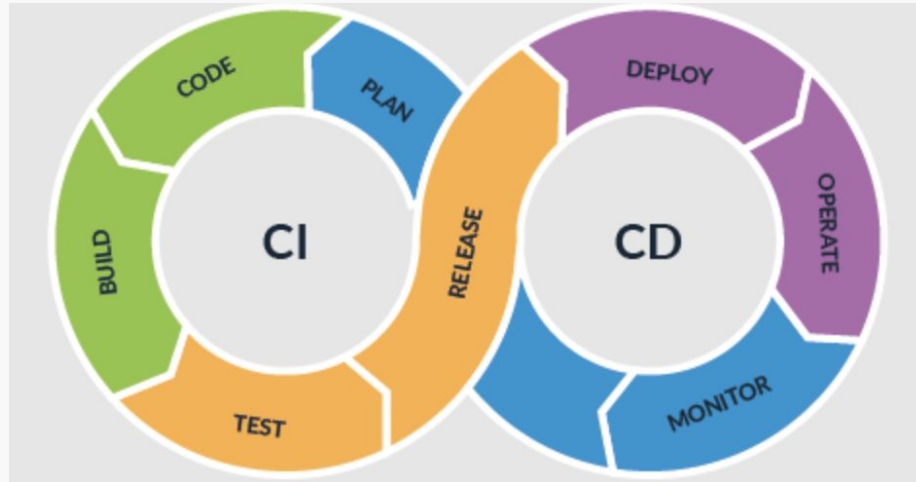 PLAN
CODE
BUILD
TEST
RELEASE
DEPLOY
OPERATE
MONITOR
CI
CD